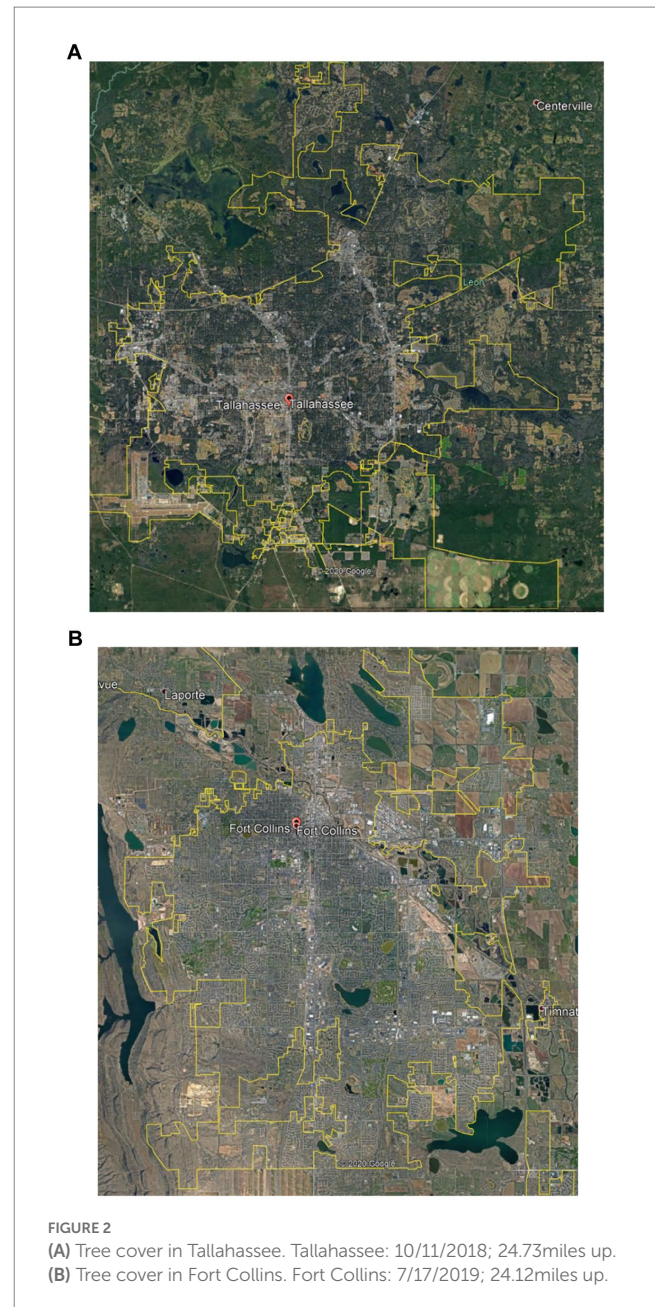 A
Centerville
Leon
Tallahassee Tallahassee
© 2020 Google
B
vue
Laporte
Fort Collins Fort Collins
Timnat
© 2020 Google
FIGURE 2
(A) Tree cover in Tallahassee. Tallahassee: 10/11/2018; 24.73miles up.
(B) Tree cover in Fort Collins. Fort Collins: 7/17/2019; 24.12miles up.